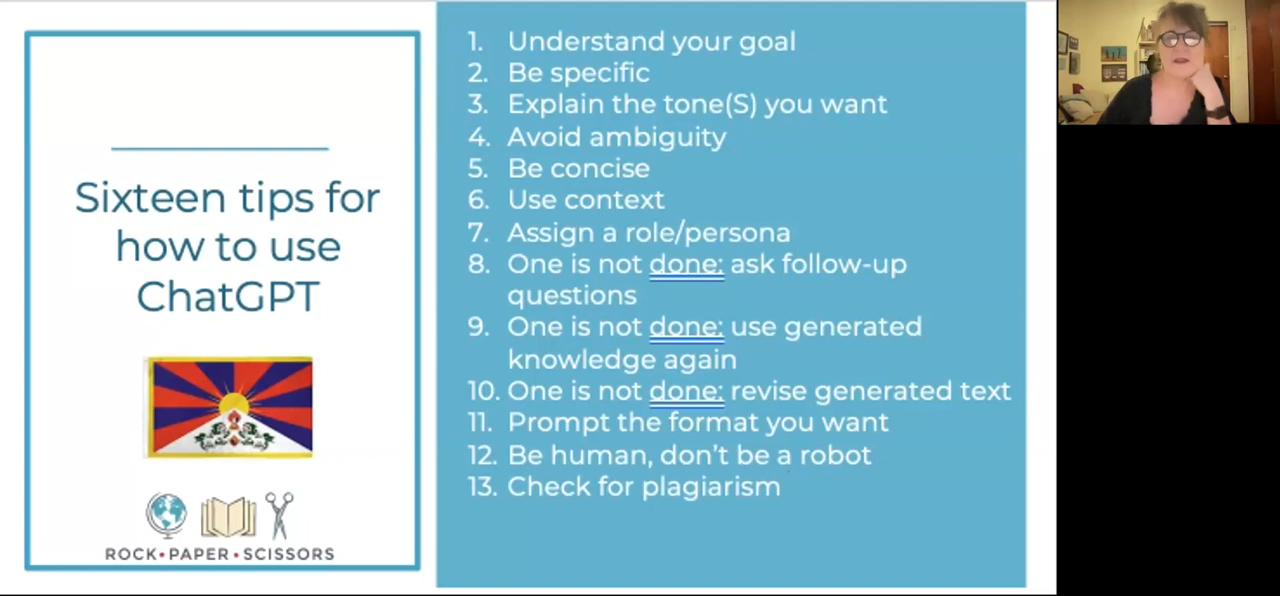 Sixteen tips for
how to use
ChatGPT
ROCK•PAPER•SCISSORS
1. Understand your goal
2. Be specific
3. Explain the tone(S) you want
4. Avoid ambiguity
5. Be concise
6. Use context
7. Assign a role/persona
8. One is not done: ask follow-up
questions
9. One is not done: use generated
knowledge again
10. One is not done: revise generated text
11. Prompt the format you want
12. Be human, don't be a robot
13. Check for plagiarism